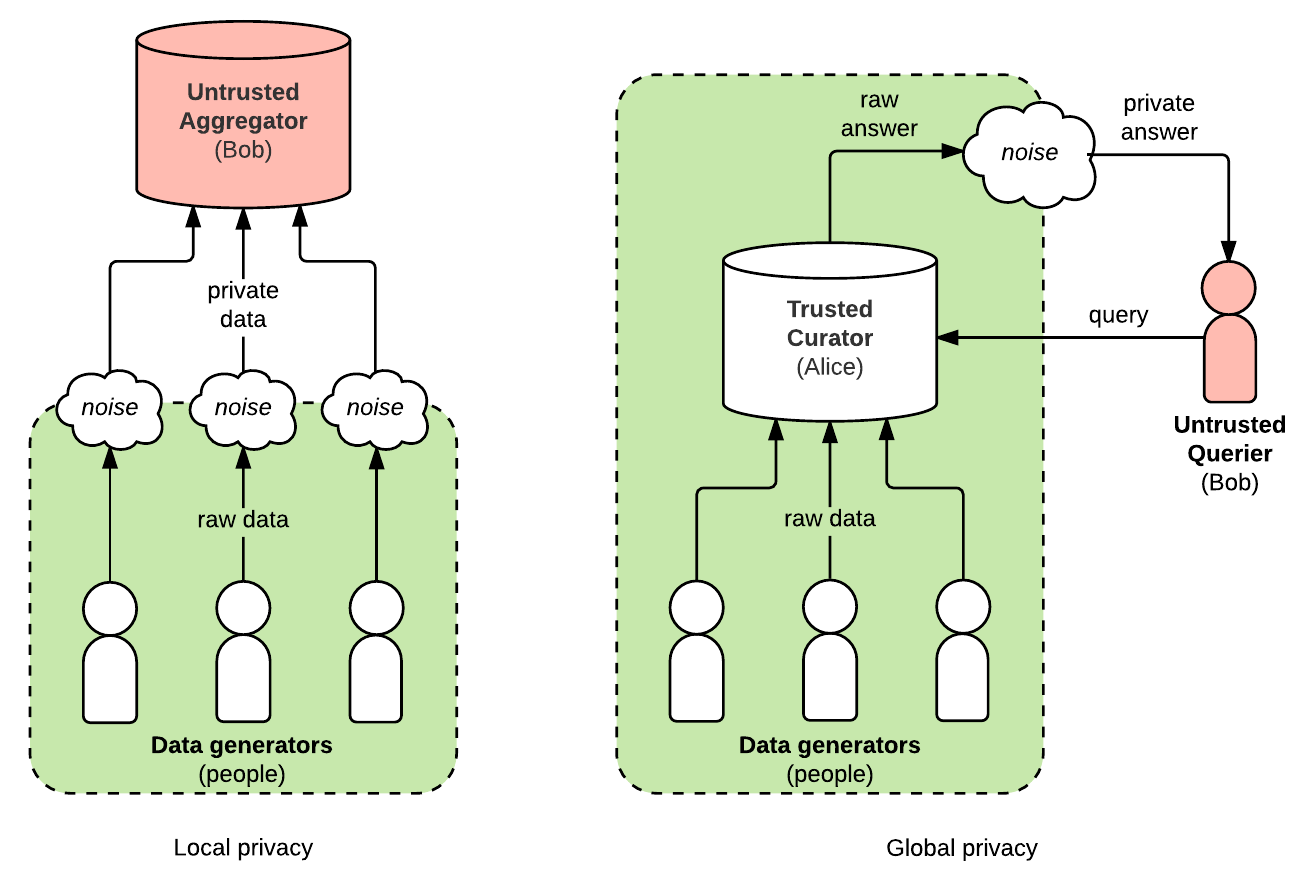 Untrusted
Aggregator
(Bob)
private
data
noise
noise
noise
raw data
Data generators
(people)
Local privacy
raw
answer
noise
private
answer
Trusted
Curator
(Alice)
query
Untrusted
Querier
(Bob)
raw data
Data generators
(people)
Global privacy